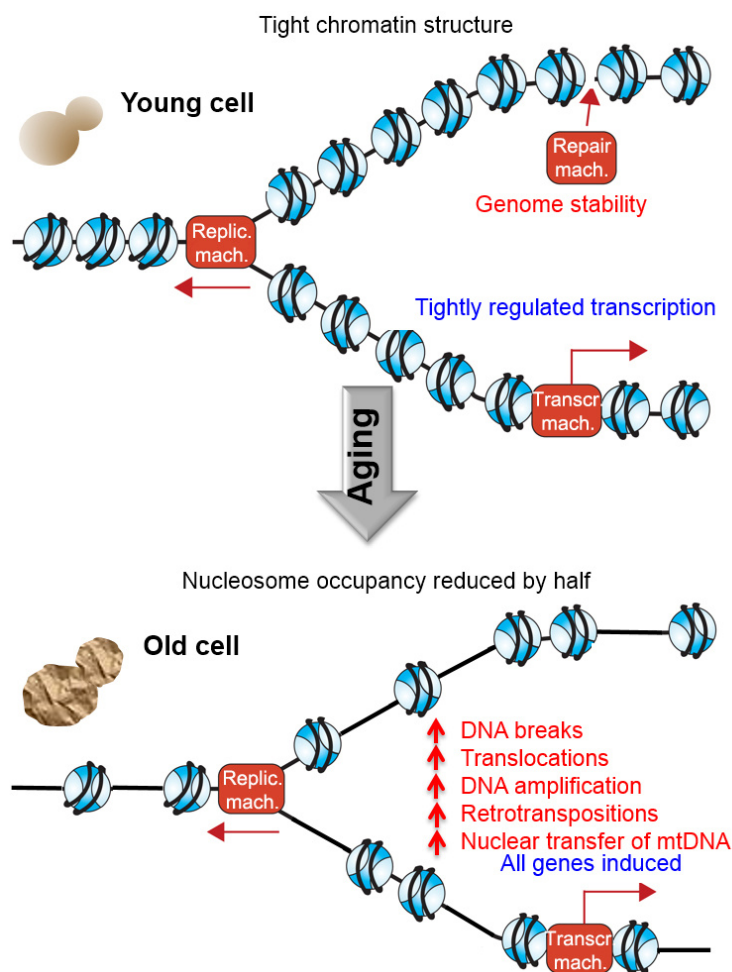 Tight chromatin structure
Young cell
Repair
mach.
Genome stability
Replic.
mach.
Tightly regulated transcription
Transcr.
mach.
Aging
Nucleosome occupancy reduced by half
Old cell
DNA breaks
Translocations
DNA amplification
Retrotranspositions
Nuclear transfer of mtDNA
Replic.
mach.
All genes induced
Transcr.
mach.